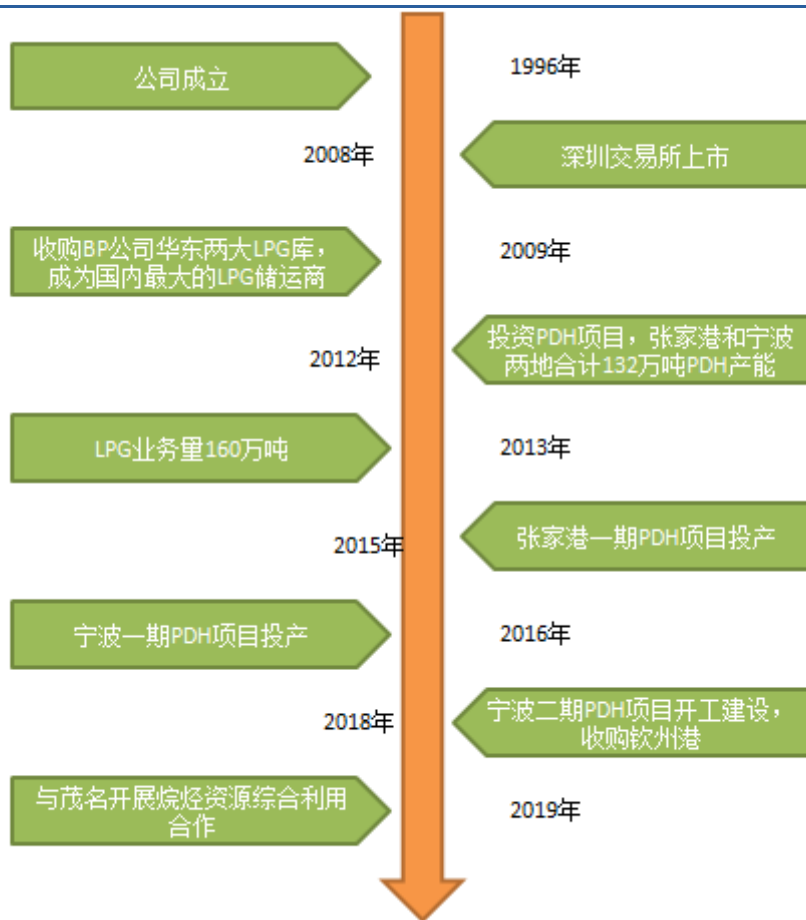 公司成立
1996年
2008年
深圳交易所上市
收购BP公司华东两大LPG库，
成为国内最大的LPG储运商
2009年
2012年
投资PDH项目，张家港和宁波
两地合计132万吨PDH产能
LPG业务量160万吨
2013年
2015年
张家港一期PDH项目投产
宁波一期PDH项目投产
2016年
2018年
宁波二期PDH项目开工建设，
收购钦州港
与茂名开展烷烃资源综合利用
合作
2019年